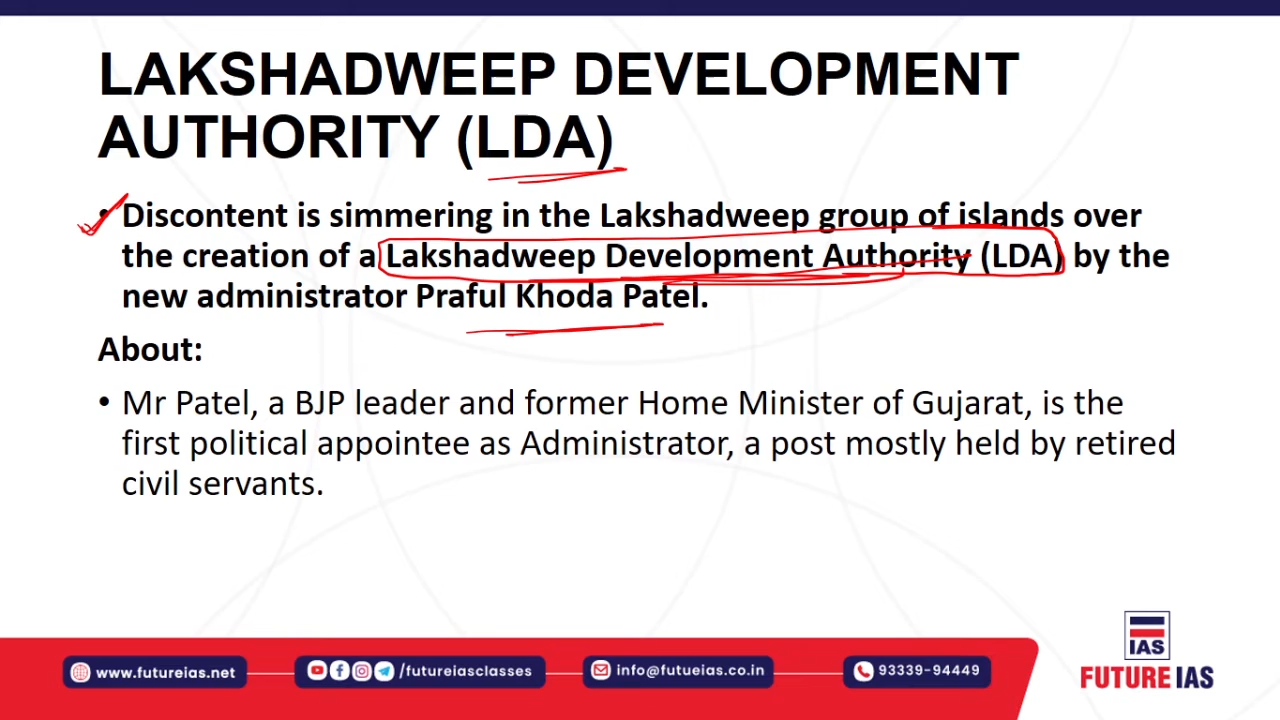 LAKSHADWEEP DEVELOPMENT
AUTHORITY (LDA)
• Discontent is simmering in the Lakshadweep group of islands over
the creation of a Lakshadweep Development Authority (LDA) by the
new administrator Praful Khoda Patel.
About:
• Mr Patel, a BJP leader and former Home Minister of Gujarat, is the
first political appointee as Administrator, a post mostly held by retired
civil servants.
IAS
www.futureias.net
/futureiasclasses
info@futueias.co.in
93339-94449
FUTURE IAS